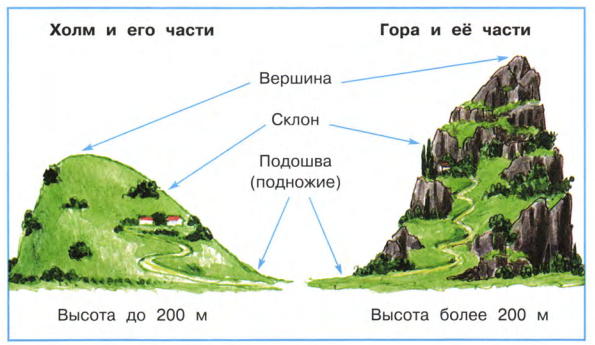 Холм и его части
Гора и её части
Вершина
Склон
Подошва
(подножие)
Высота до 200 м
Высота более 200 м